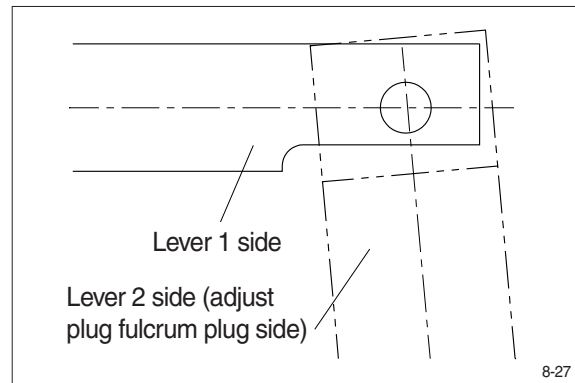 Lever 1 side
Lever 2 side (adjust
plug fulcrum plug side)
8-27